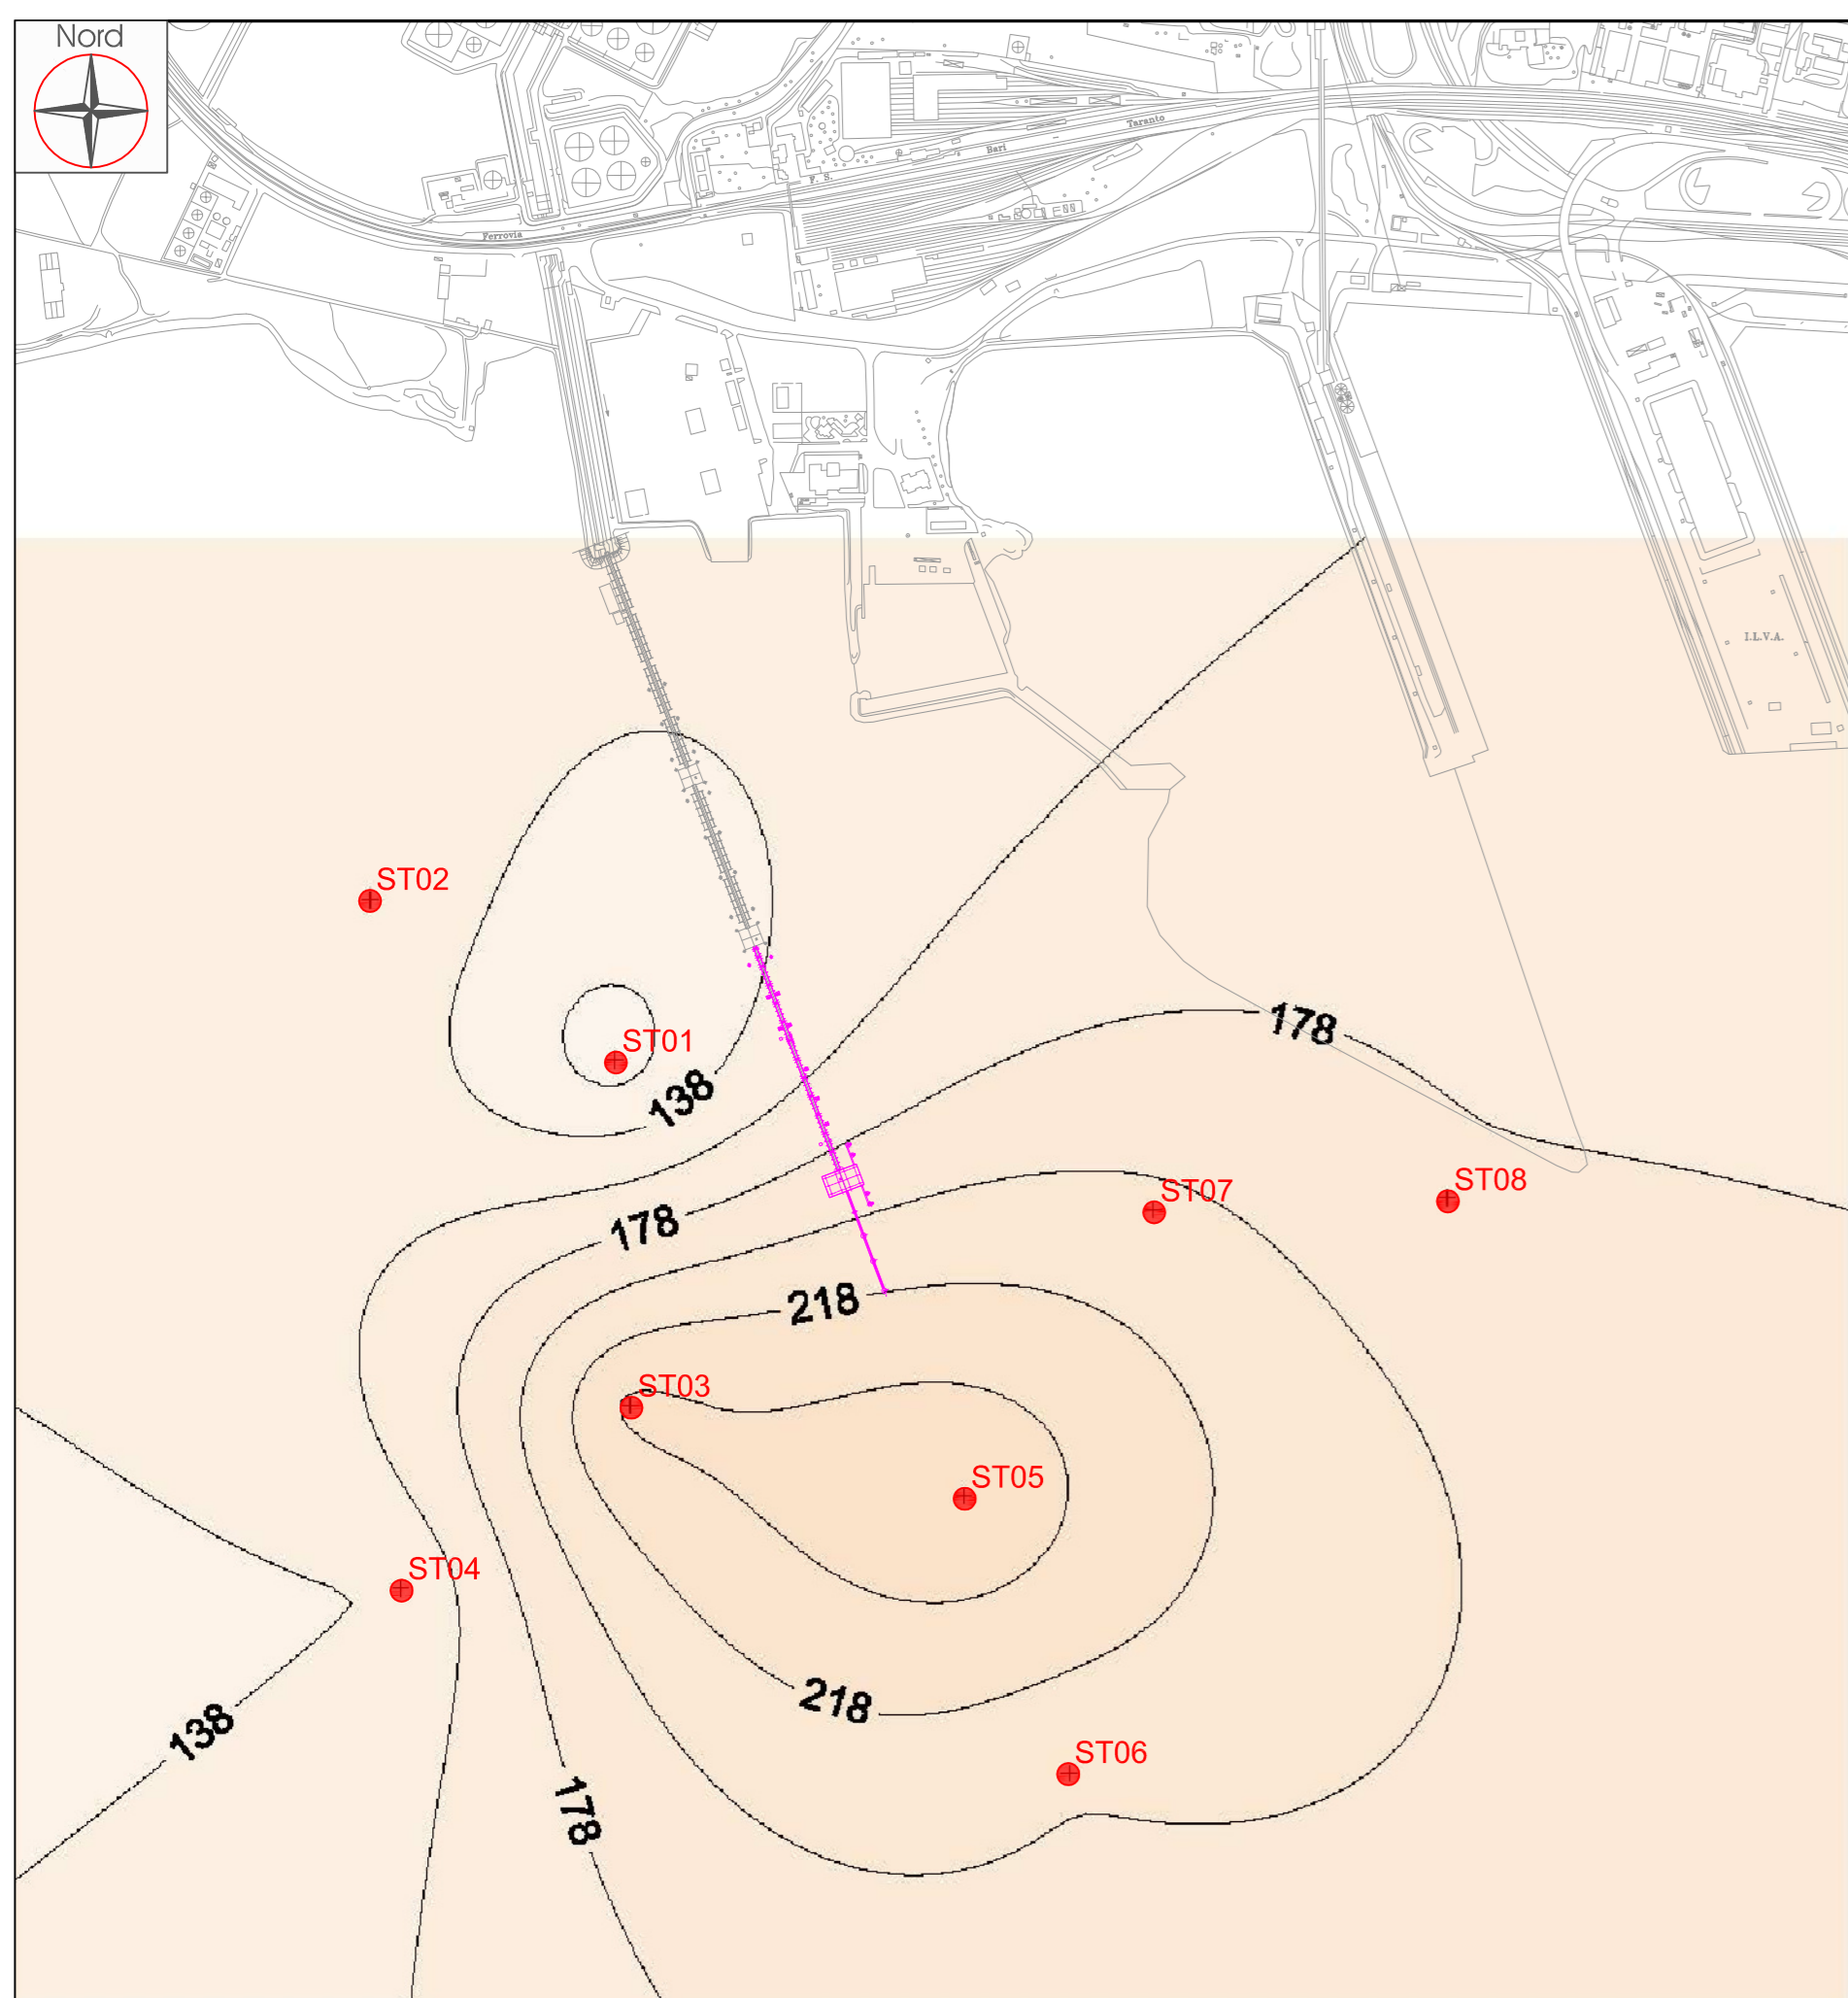 Nord
Taranto
Bari
F. S.
Ferrovia
I.L.V.A.
ST02
178
ST01
138
ST08
ST07
178
218
ST03
ST05
ST04
218
138
ST06
178